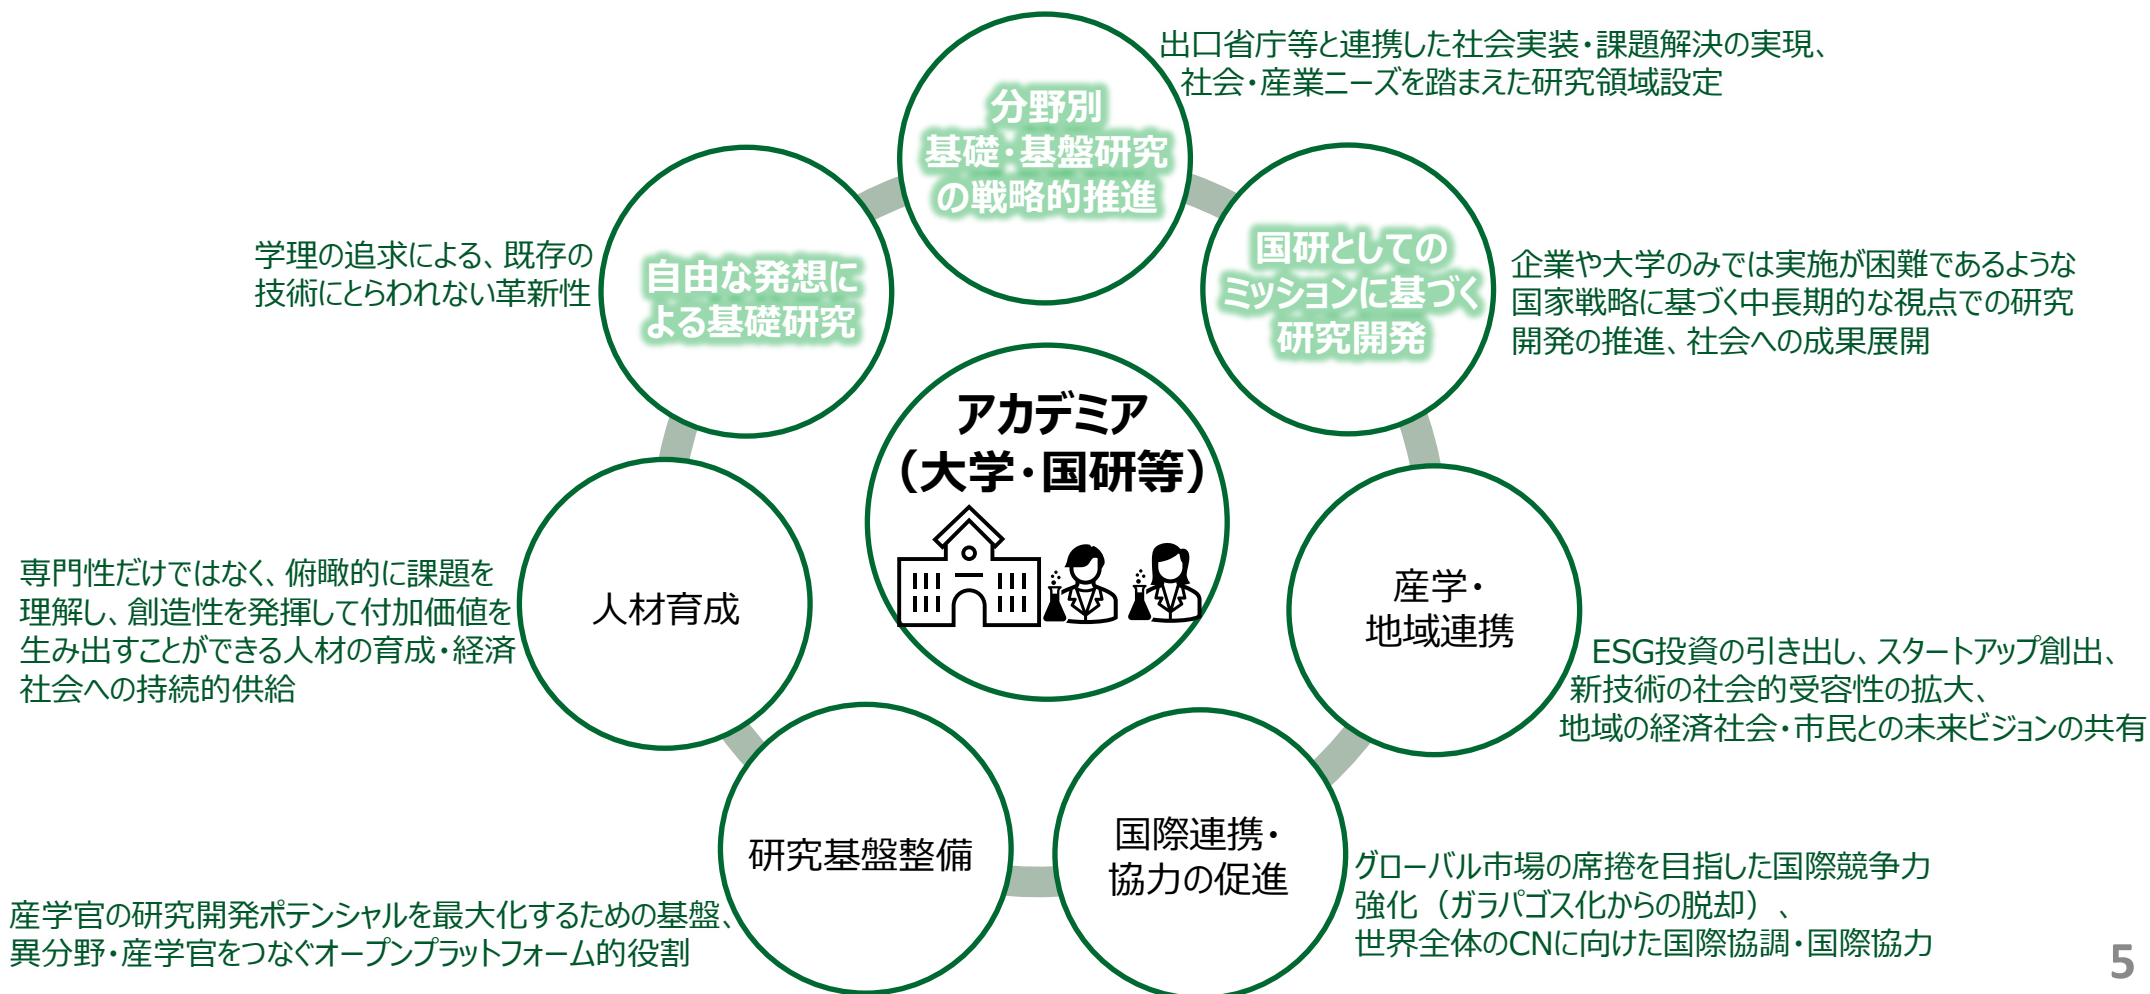 出口省庁等と連携した社会実装・課題解決の実現、
社会・産業ニーズを踏まえた研究領域設定
分野別
基礎・基盤研究
の戦略的推進
学理の追求による、既存の
技術にとらわれない革新性
自由な発想に
よる基礎研究
国研としての
ミッションに基づく
研究開発
企業や大学のみでは実施が困難であるような
国家戦略に基づく中長期的な視点での研究
開発の推進、社会への成果展開
アカデミア
（大学・国研等）
専門性だけではなく、俯瞰的に課題を
理解し、創造性を発揮して付加価値を
生み出すことができる人材の育成・経済
社会への持続的供給
人材育成
産学・
地域連携
ESG投資の引き出し、スタートアップ創出、
新技術の社会的受容性の拡大、
地域の経済社会・市民との未来ビジョンの共有
研究基盤整備
産学官の研究開発ポテンシャルを最大化するための基盤、
異分野・産学官をつなぐオープンプラットフォーム的役割
国際連携・
協力の促進
グローバル市場の席捲を目指した国際競争力
強化（ガラパゴス化からの脱却）、
世界全体のCNに向けた国際協調・国際協力
5